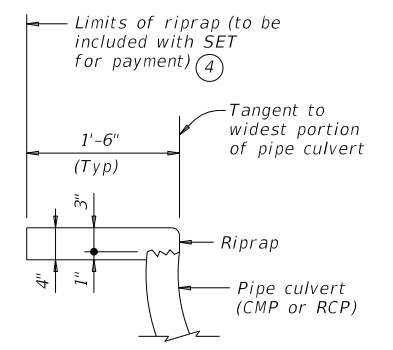 Limits of riprap (to be
included with SET
for payment) 4
Tangent to
widest portion
of pipe culvert
1'-6"
(Typ)
3"
Riprap
4"
1"
Pipe culvert
(CMP or RCP)